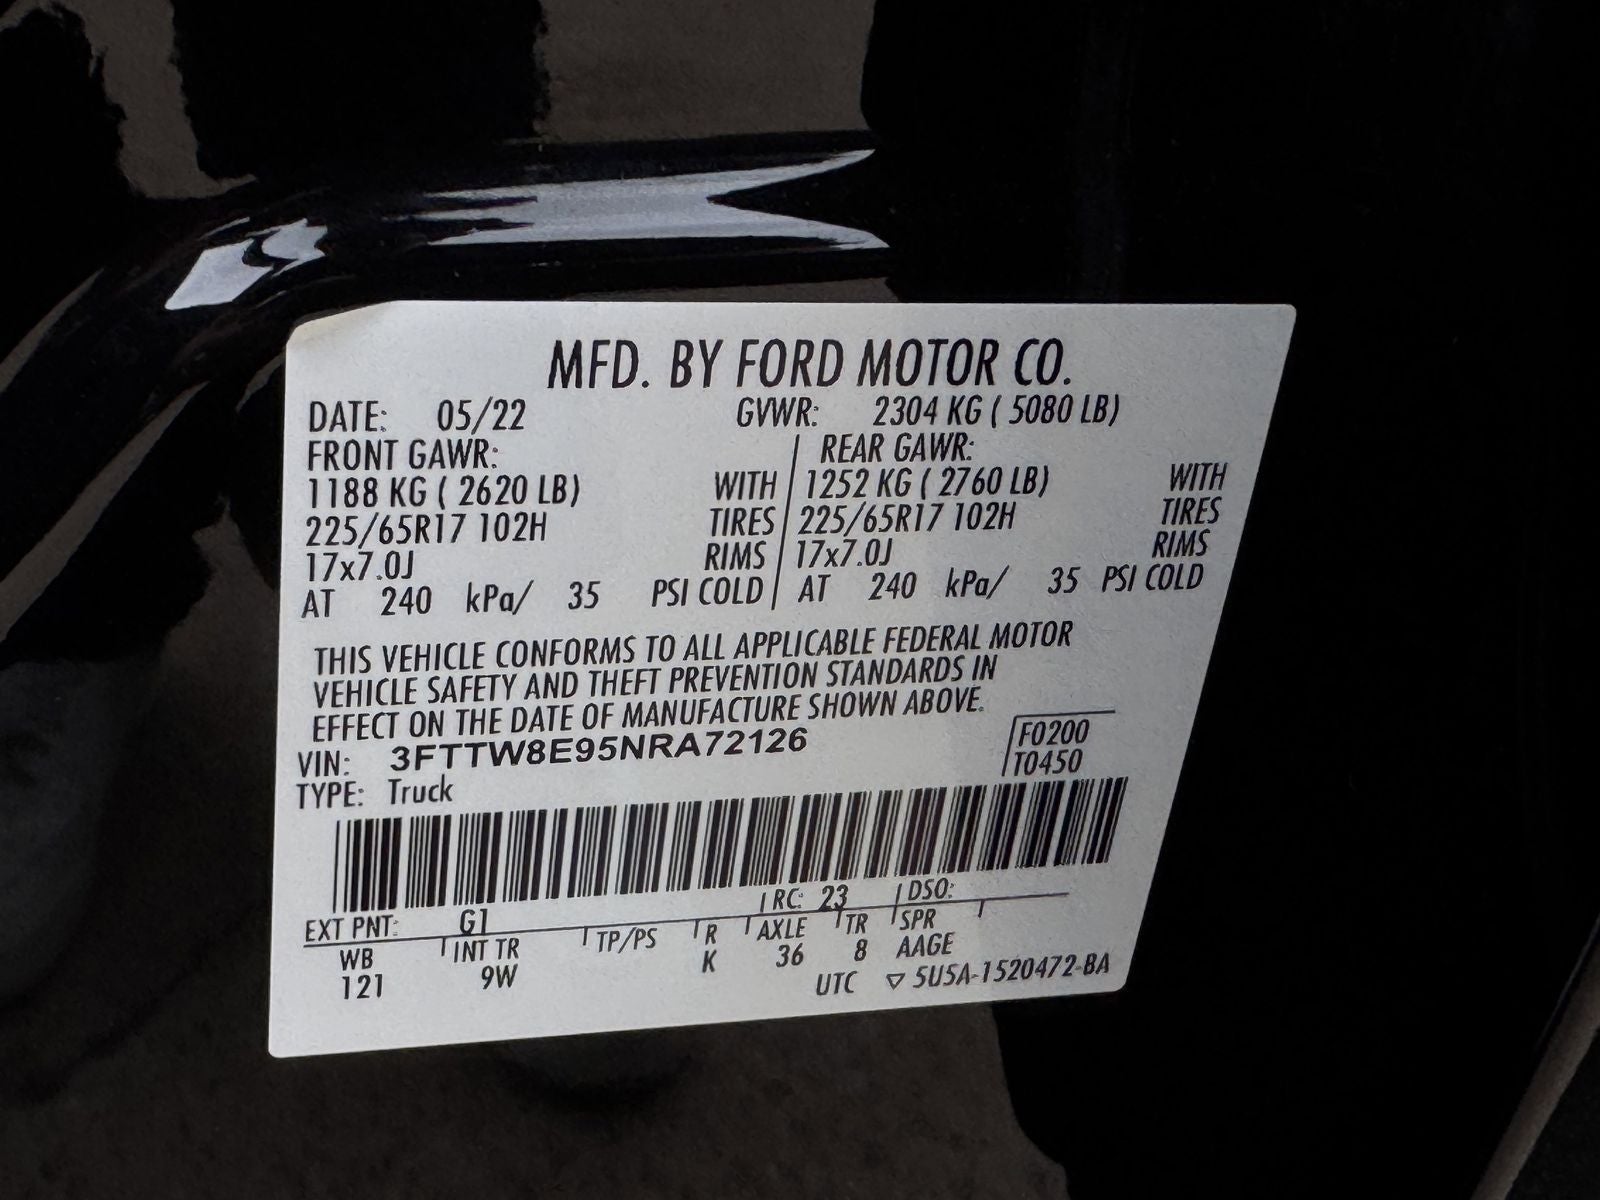 MFD. BY FORD MOTOR CO.
DATE: 05/22 GVWR: 2304 KG ( 5080 LB)
FRONT GAWR: REAR GAWR:
1188 KG ( 2620 LB) WITH 1252 KG ( 2760 LB) WITH
225/65R17 102H TIRES 225/65R17 102H TIRES
17x7.0J RIMS 17x7.0J RIMS
AT 240 kPa/ 35 PSI COLD AT 240 kPa/ 35 PSI COLD
THIS VEHICLE CONFORMS TO ALL APPLICABLE FEDERAL MOTOR
VEHICLE SAFETY AND THEFT PREVENTION STANDARDS IN
EFFECT ON THE DATE OF MANUFACTURE SHOWN ABOVE.
VIN: 3FTTW8E95NRA72126 F0200
TYPE: Truck T0450
EXT PNT: G1 RC: 23 DSO:
WB INT TR TP/PS R AXLE TR SPR
121 9W K 36 8 AAGE
UTC ▽ 5U5A-1520472-BA